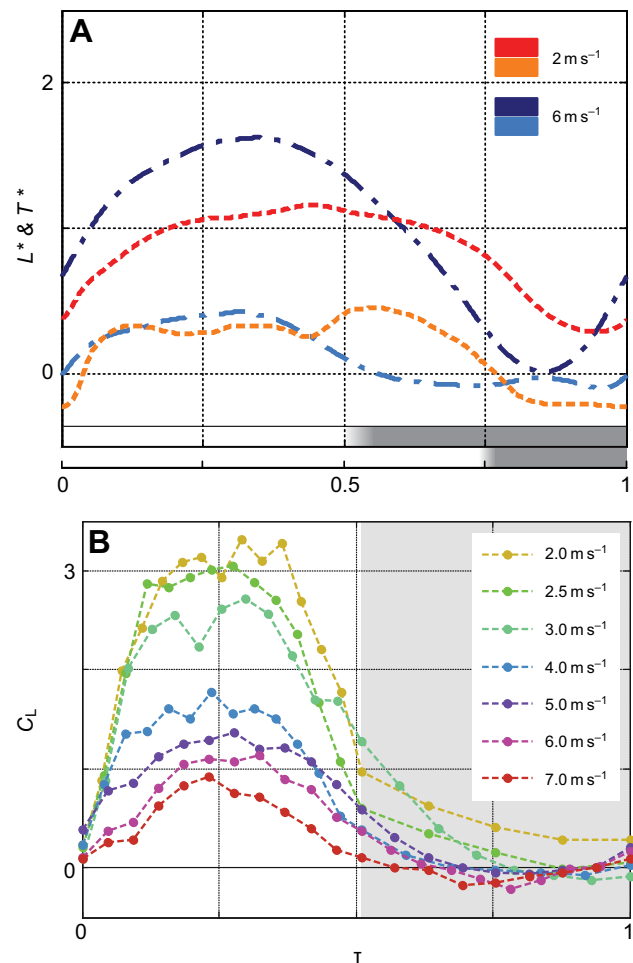 A
2 m s⁻¹
6 m s⁻¹
2
1
0
L* & T*
0
0.5
1
B
2.0 m s⁻¹
2.5 m s⁻¹
3.0 m s⁻¹
4.0 m s⁻¹
5.0 m s⁻¹
6.0 m s⁻¹
7.0 m s⁻¹
3
0
C_L
0
1
τ